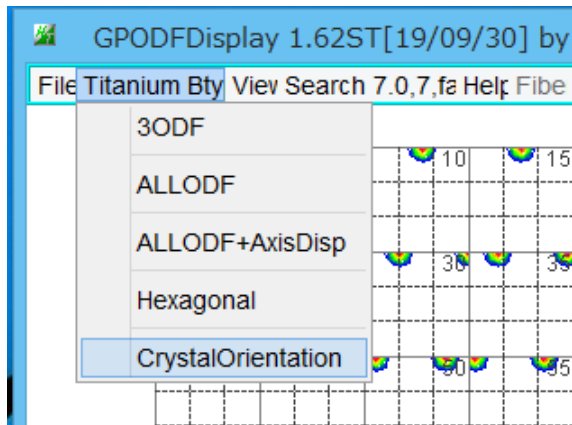 GPODFDisplay 1.62ST[19/09/30] by
File Titanium Bty View Search 7.0,7,fa Help Fibe
3ODF
10 15
ALLODF
ALLODF+AxisDisp
30 35
Hexagonal
CrystalOrientation
50 55